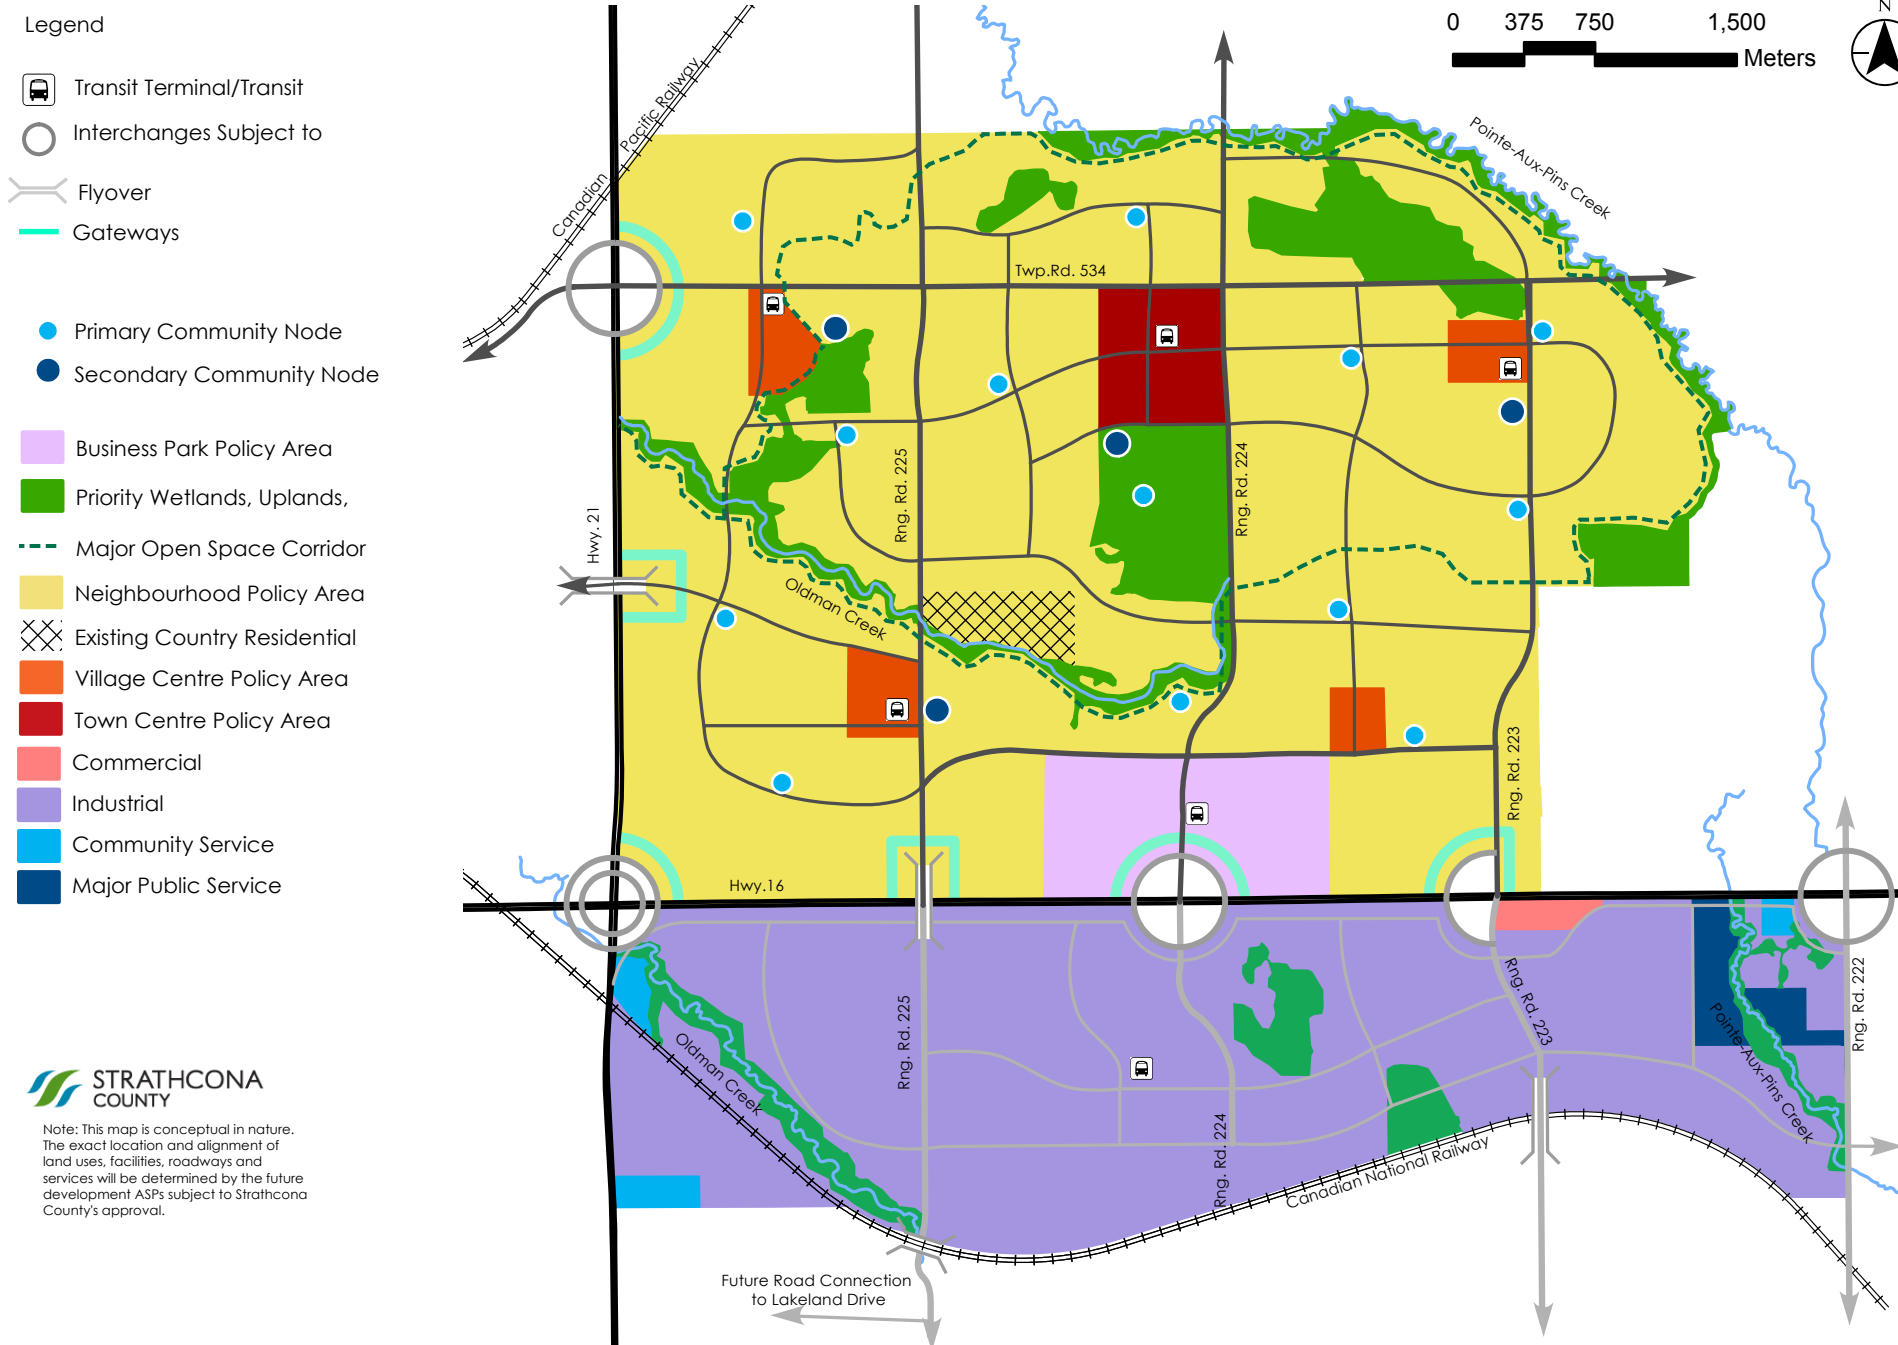 Legend
Transit Terminal/Transit
Interchanges Subject to
Flyover
Gateways
Primary Community Node
Secondary Community Node
Business Park Policy Area
Priority Wetlands, Uplands,
Major Open Space Corridor
Neighbourhood Policy Area
Existing Country Residential
Village Centre Policy Area
Town Centre Policy Area
Commercial
Industrial
Community Service
Major Public Service
STRATHCONA
COUNTY
Note: This map is conceptual in nature.
The exact location and alignment of
land uses, facilities, roadways and
services will be determined by the future
development ASPs subject to Strathcona
County's approval.
0 375 750 1,500
Meters
N
Canadian Pacific Railway
Pointe-Aux-Pins Creek
Twp.Rd. 534
Rng. Rd. 225
Rng. Rd. 224
Hwy. 21
Oldman Creek
Rng. Rd. 223
Hwy.16
Rng. Rd. 225
Oldman Creek
Rng. Rd. 224
Rng. Rd. 223
Rng. Rd. 222
Pointe-Aux-Pins Creek
Canadian National Railway
Future Road Connection
to Lakeland Drive